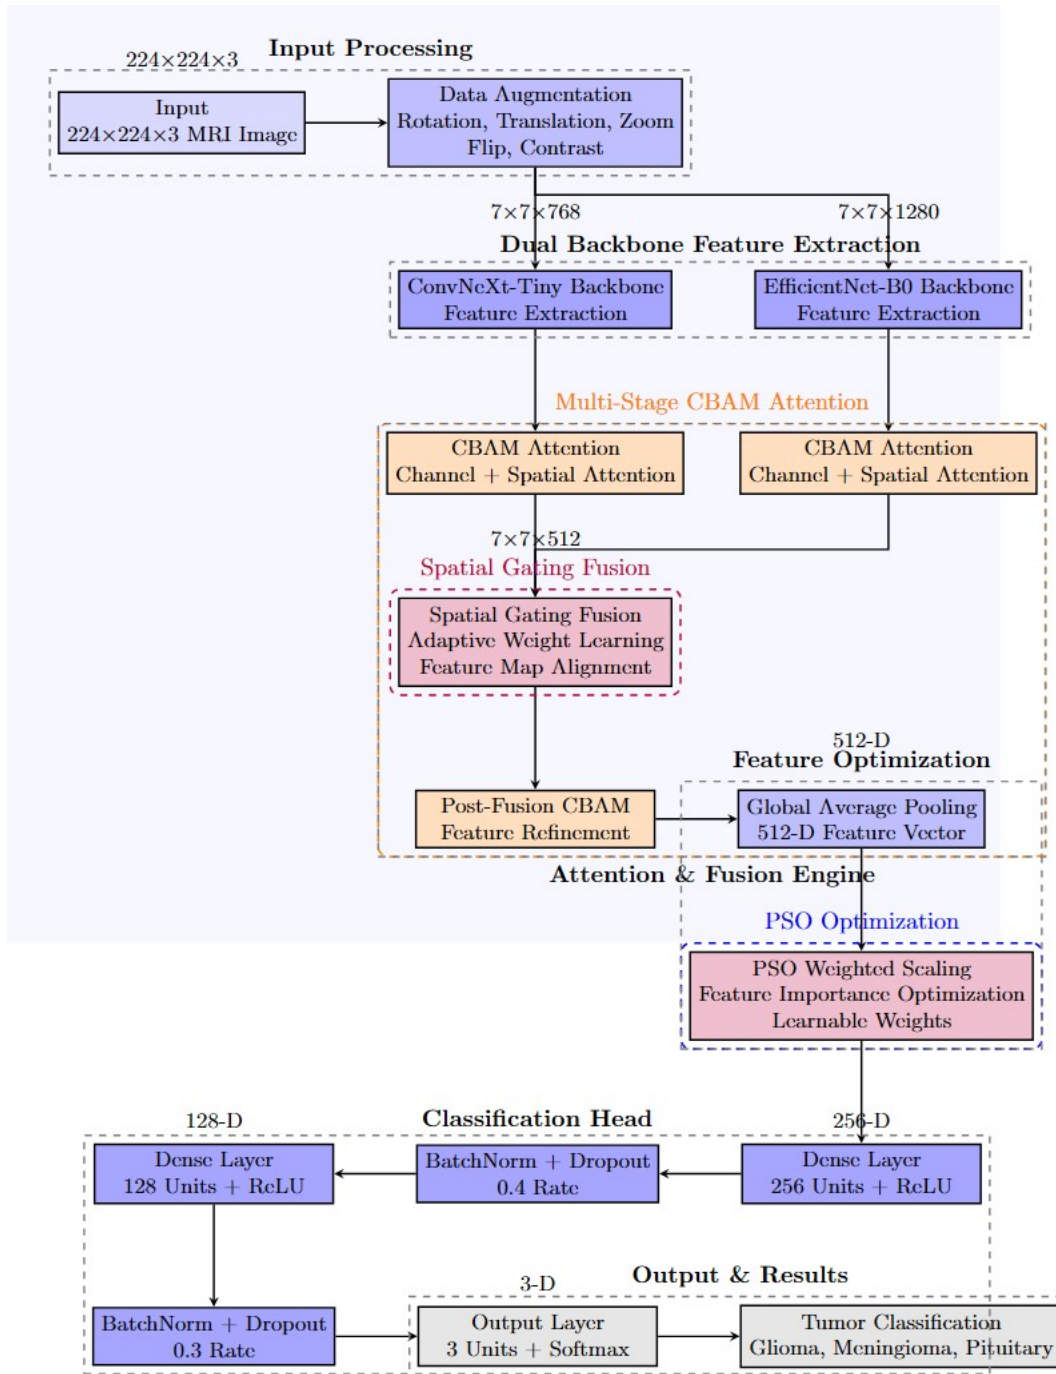 Input Processing
224×224×3
Input
224×224×3 MRI Image
Data Augmentation
Rotation, Translation, Zoom
Flip, Contrast
7×7×768
7×7×1280
Dual Backbone Feature Extraction
ConvNeXt-Tiny Backbone
Feature Extraction
EfficientNet-B0 Backbone
Feature Extraction
Multi-Stage CBAM Attention
CBAM Attention
Channel + Spatial Attention
CBAM Attention
Channel + Spatial Attention
7×7×512
Spatial Gating Fusion
Spatial Gating Fusion
Adaptive Weight Learning
Feature Map Alignment
512-D
Feature Optimization
Post-Fusion CBAM
Feature Refinement
Global Average Pooling
512-D Feature Vector
Attention & Fusion Engine
PSO Optimization
PSO Weighted Scaling
Feature Importance Optimization
Learnable Weights
128-D
Classification Head
256-D
Dense Layer
256 Units + ReLU
BatchNorm + Dropout
0.4 Rate
Dense Layer
128 Units + ReLU
Output & Results
3-D
BatchNorm + Dropout
0.3 Rate
Output Layer
3 Units + Softmax
Tumor Classification
Glioma, Meningioma, Pituitary